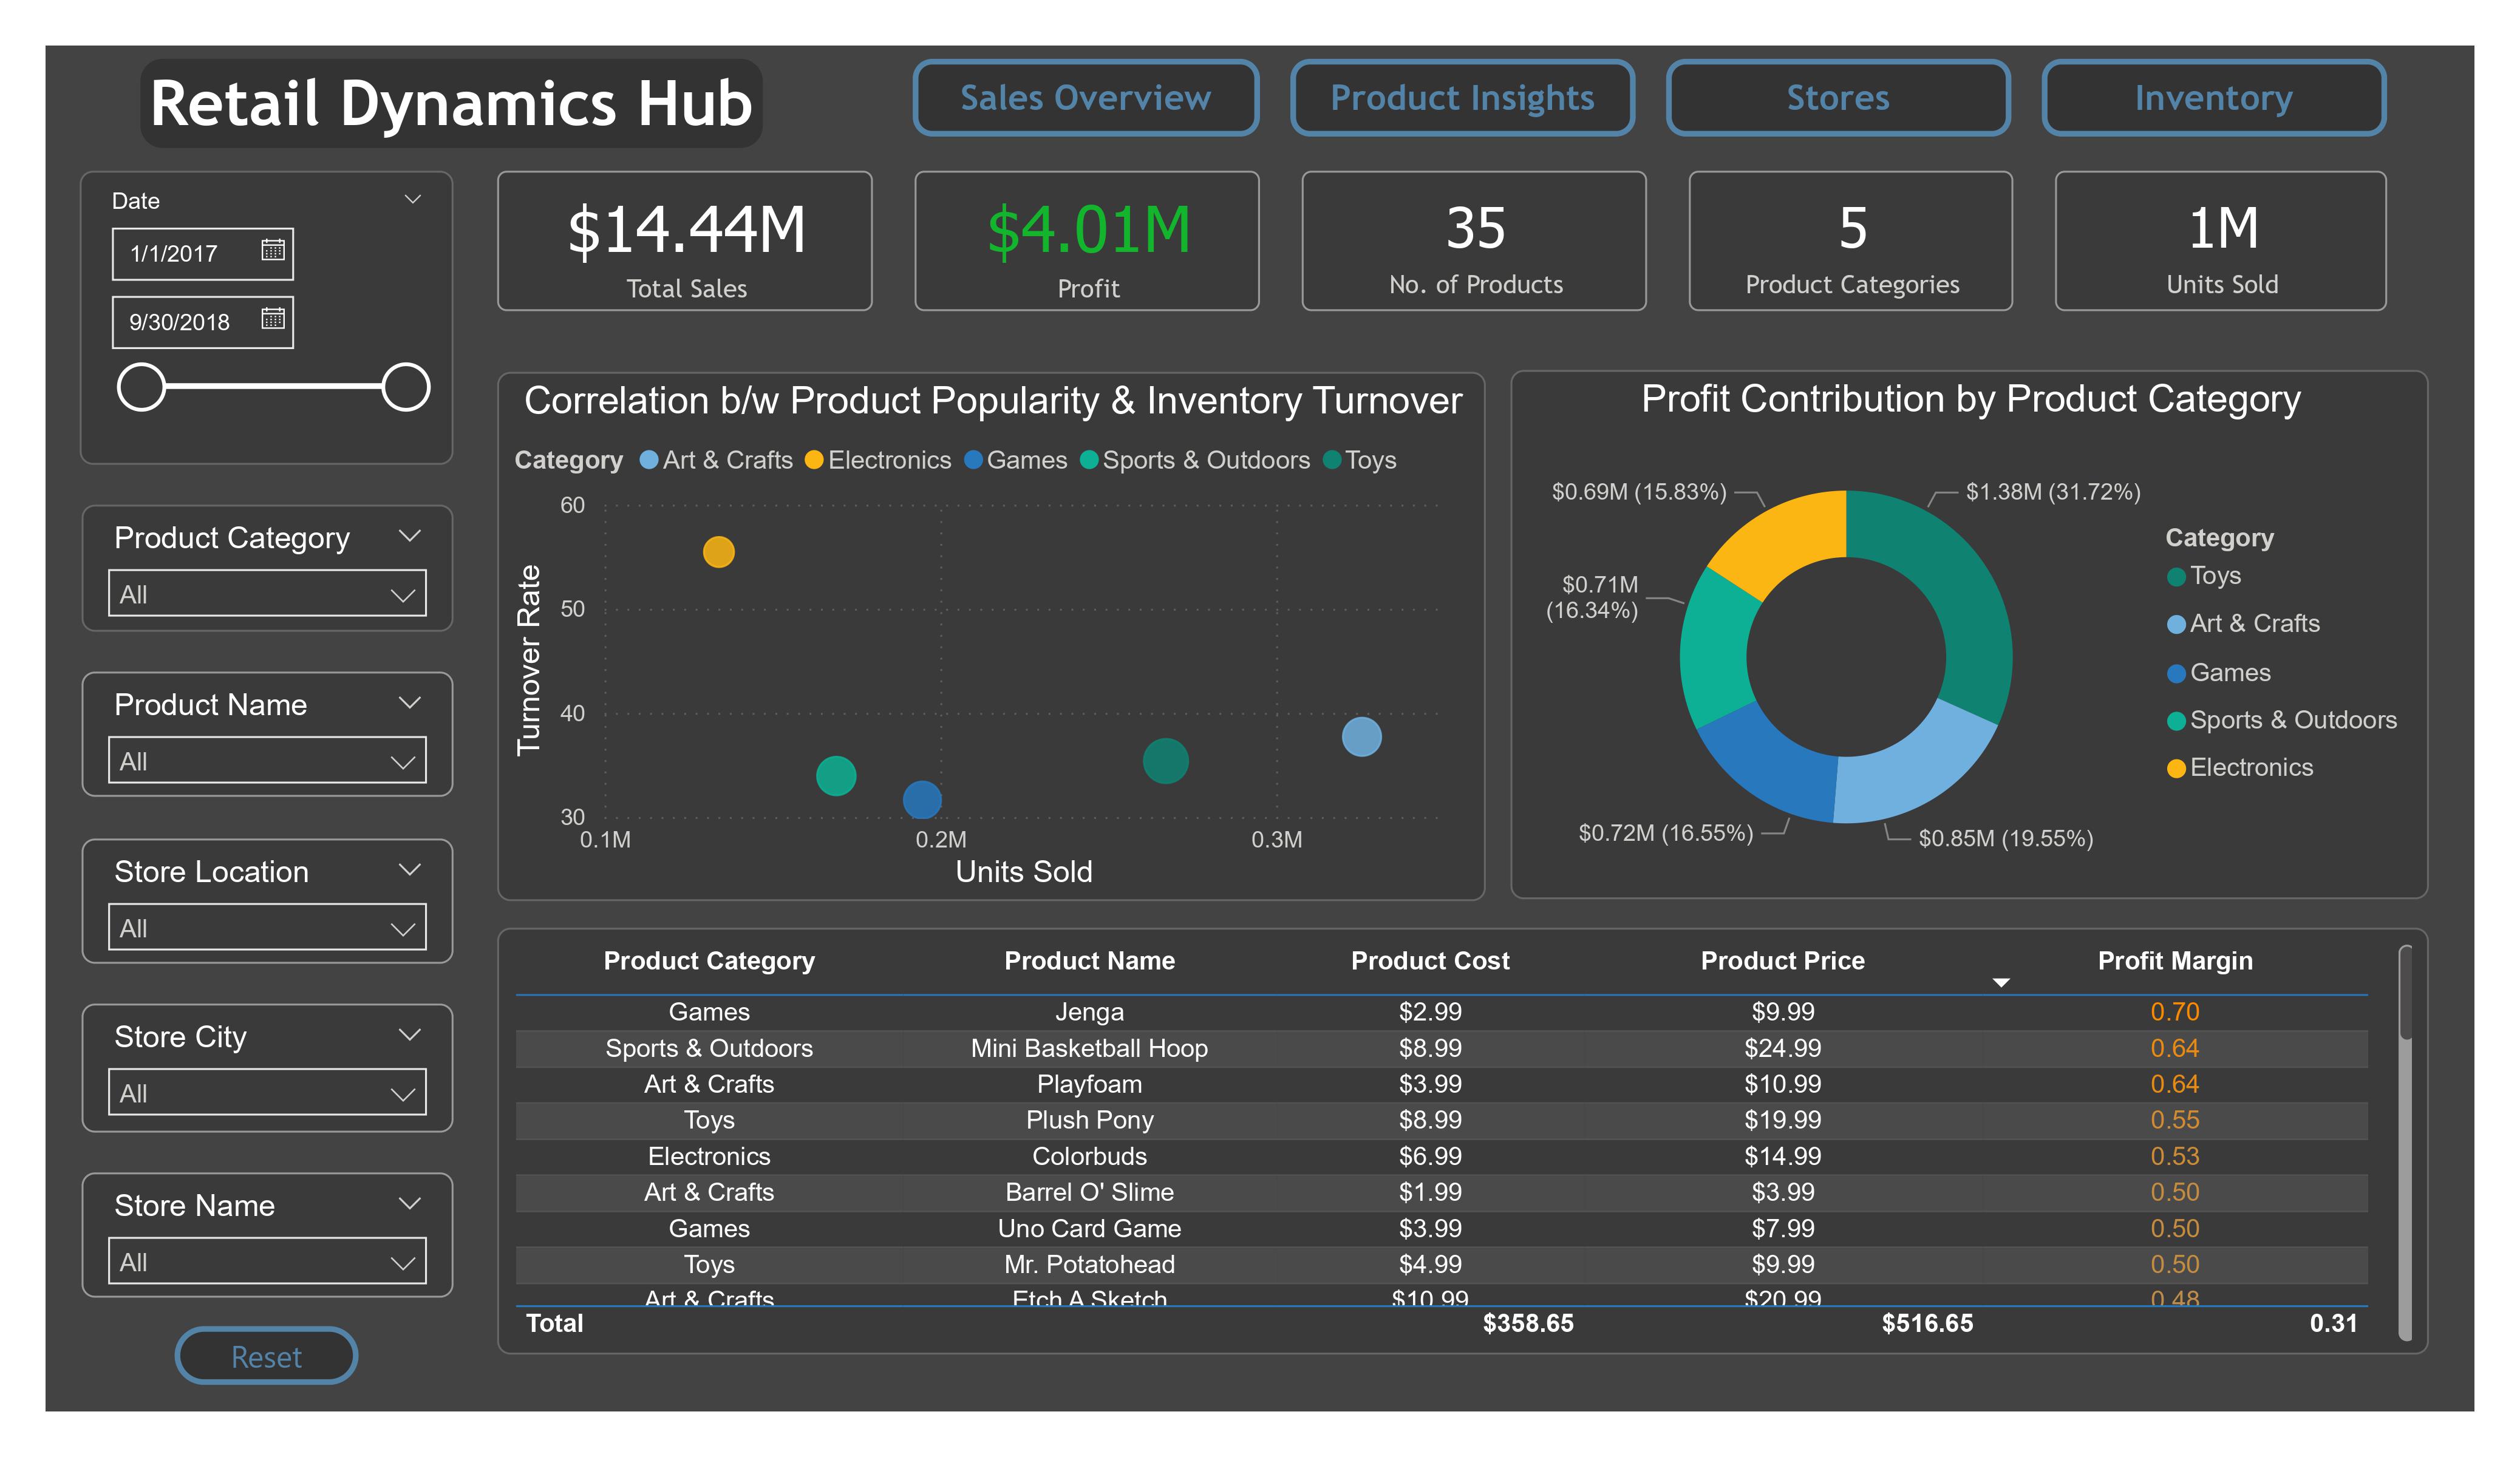 Retail Dynamics Hub
Sales Overview
Product Insights
Stores
Inventory
Date
1/1/2017
9/30/2018
$14.44M
Total Sales
$4.01M
Profit
35
No. of Products
5
Product Categories
1M
Units Sold
Product Category
All
Product Name
All
Store Location
All
Store City
All
Store Name
All
Reset
Correlation b/w Product Popularity & Inventory Turnover
Category Art & Crafts Electronics Games Sports & Outdoors Toys
Turnover Rate
60
50
40
30
0.1M 0.2M 0.3M
Units Sold
Profit Contribution by Product Category
$0.69M (15.83%)
$1.38M (31.72%)
$0.71M
(16.34%)
$0.72M (16.55%)
$0.85M (19.55%)
Category
Toys
Art & Crafts
Games
Sports & Outdoors
Electronics
Product Category Product Name Product Cost Product Price Profit Margin
Games Jenga $2.99 $9.99 0.70
Sports & Outdoors Mini Basketball Hoop $8.99 $24.99 0.64
Art & Crafts Playfoam $3.99 $10.99 0.64
Toys Plush Pony $8.99 $19.99 0.55
Electronics Colorbuds $6.99 $14.99 0.53
Art & Crafts Barrel O' Slime $1.99 $3.99 0.50
Games Uno Card Game $3.99 $7.99 0.50
Toys Mr. Potatohead $4.99 $9.99 0.50
Art & Crafts Etch A Sketch $10.99 $20.99 0.48
Total $358.65 $516.65 0.31